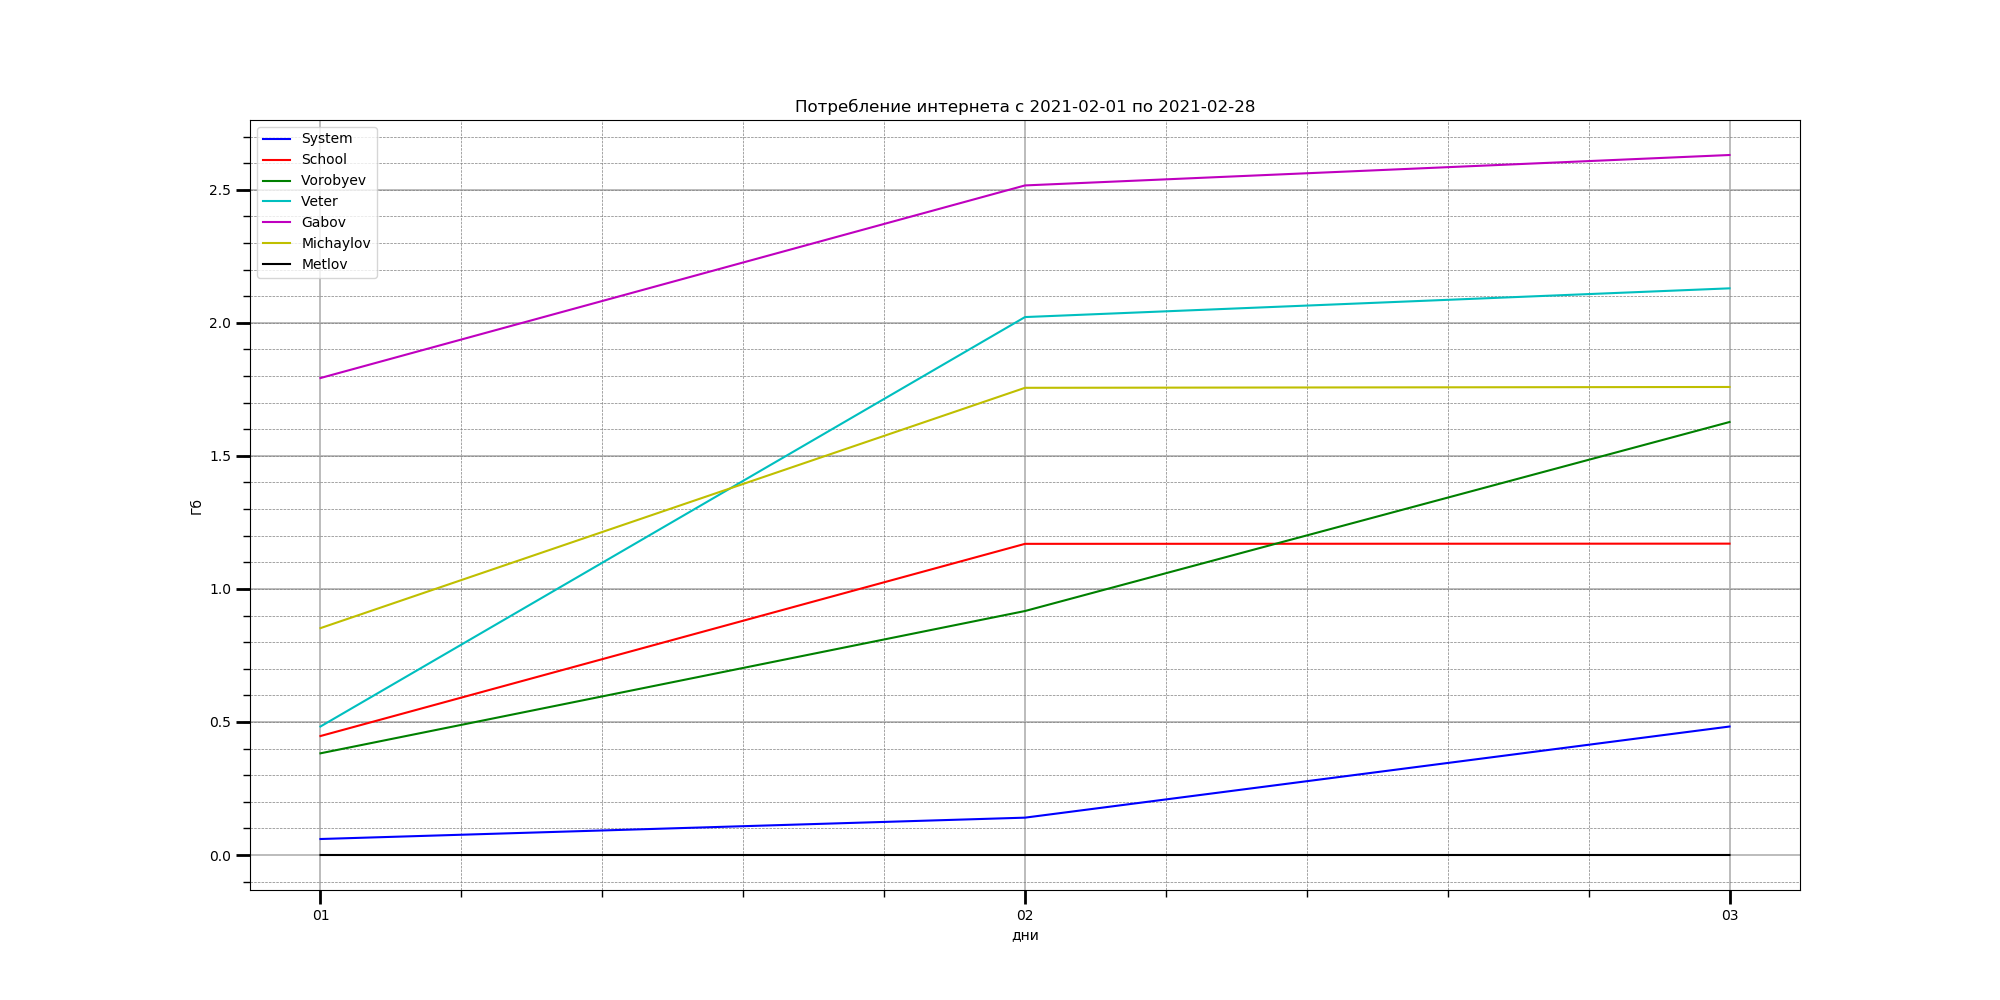 Потребление интернета с 2021-02-01 по 2021-02-28
System
School
Vorobyev
Veter
Gabov
Michaylov
Metlov
2.5
2.0
1.5
1.0
0.5
0.0
Гб
01 02 03
дни